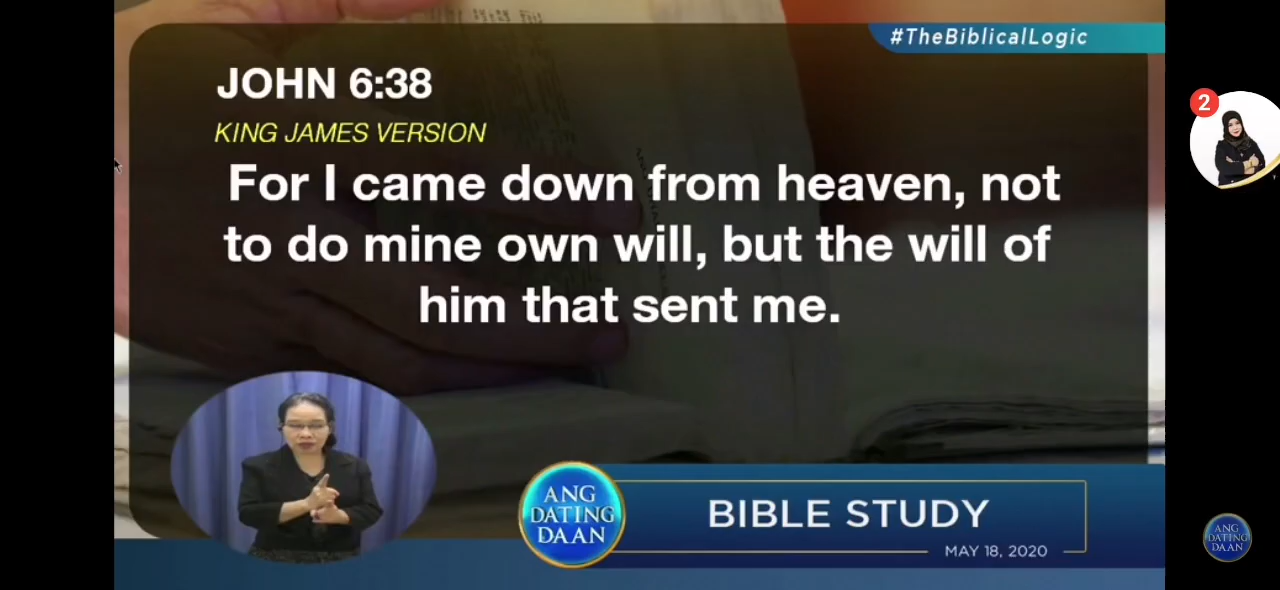 #TheBiblicalLogic
JOHN 6:38
KING JAMES VERSION
For I came down from heaven, not
to do mine own will, but the will of
him that sent me.
2
ANG
DATING
DAAN
BIBLE STUDY
MAY 18, 2020
ANG
DATING
DAAN